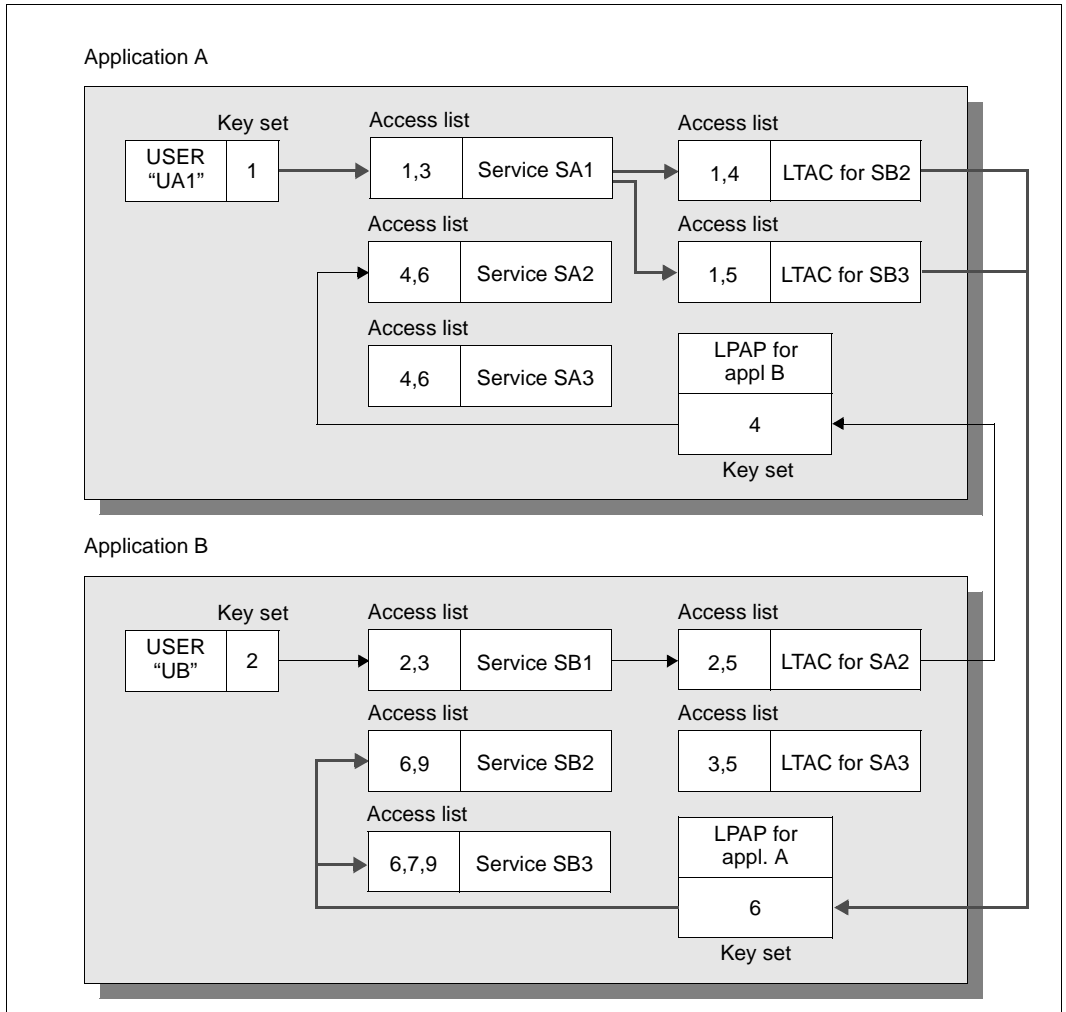 Application A
Key set
Access list
Access list
USER
“UA1”
1
1,3
Service SA1
1,4
LTAC for SB2
Access list
Access list
4,6
Service SA2
1,5
LTAC for SB3
Access list
4,6
Service SA3
LPAP for
appl B
4
Key set
Application B
Key set
Access list
Access list
USER
“UB”
2
2,3
Service SB1
2,5
LTAC for SA2
Access list
Access list
6,9
Service SB2
3,5
LTAC for SA3
Access list
6,7,9
Service SB3
LPAP for
appl. A
6
Key set